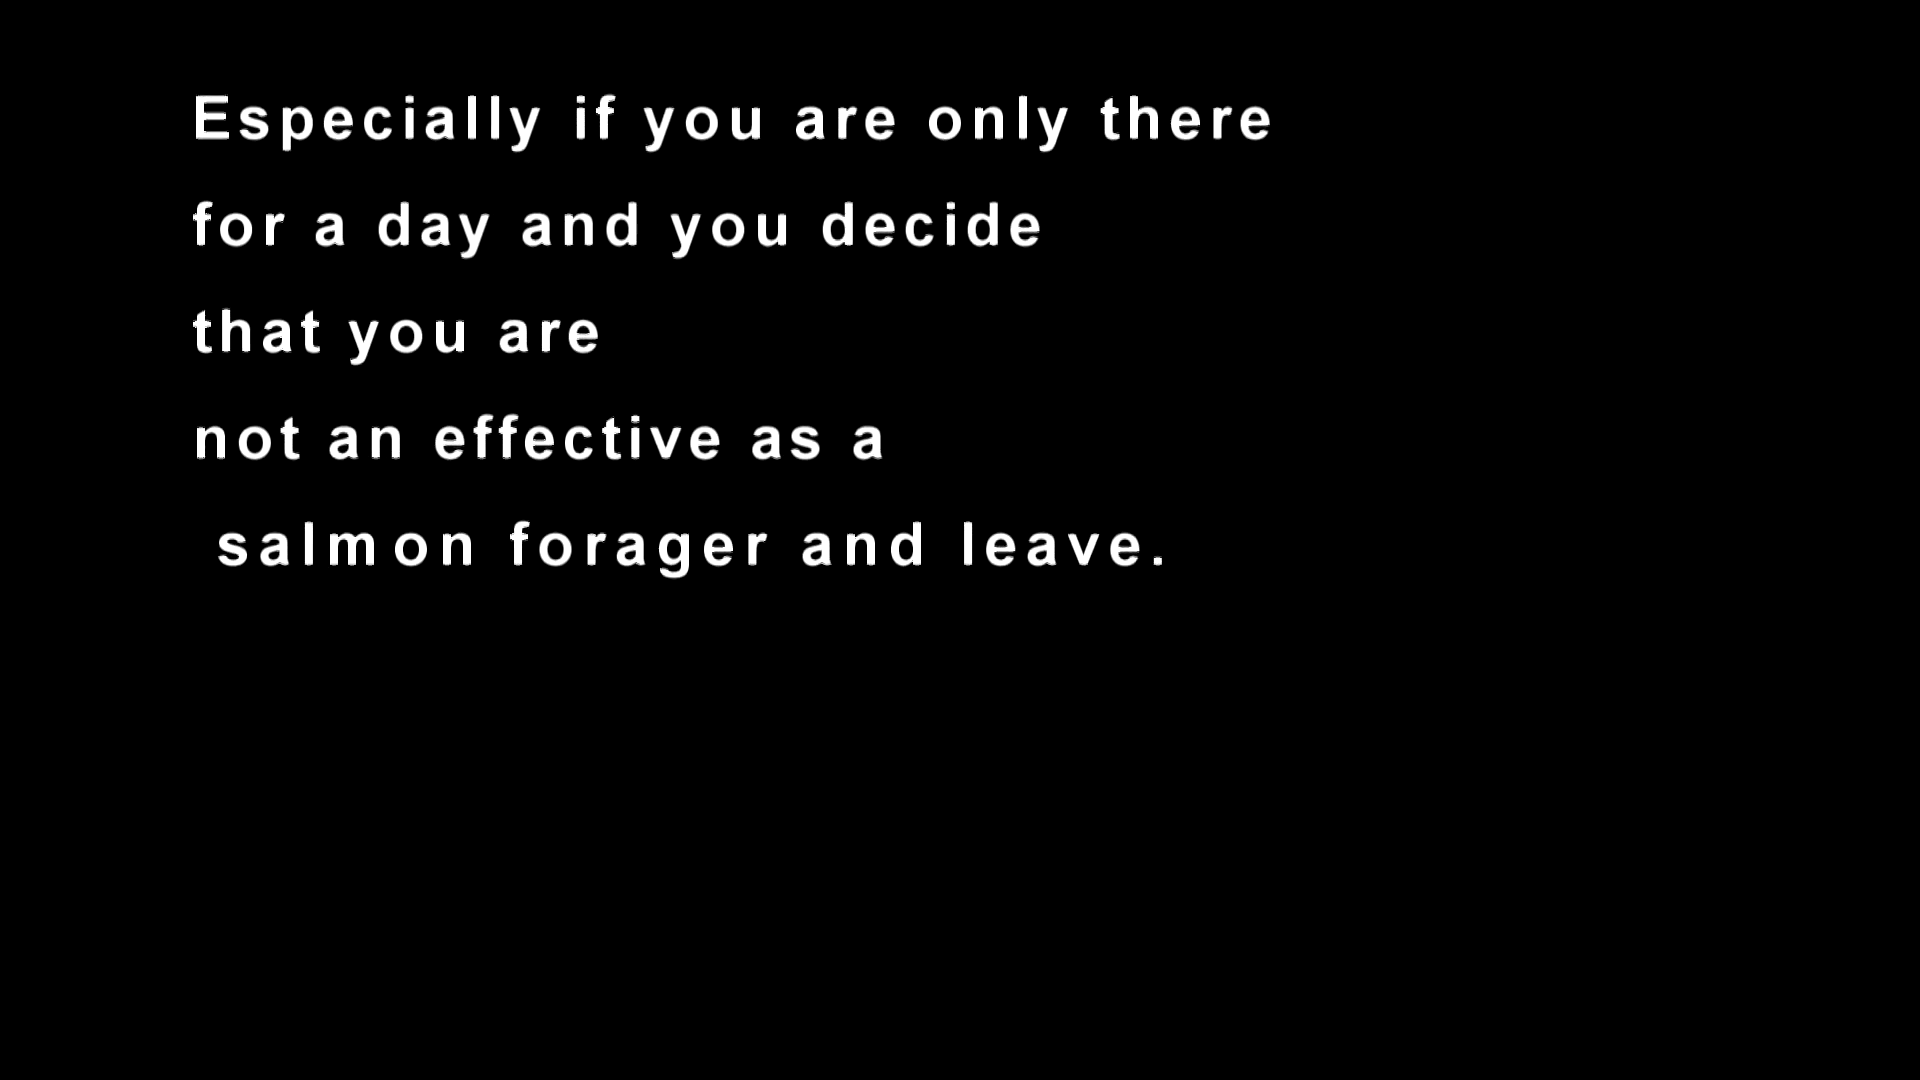 Especially if you are only there
for a day and you decide
that you are
not an effective as a
salmon forager and leave.